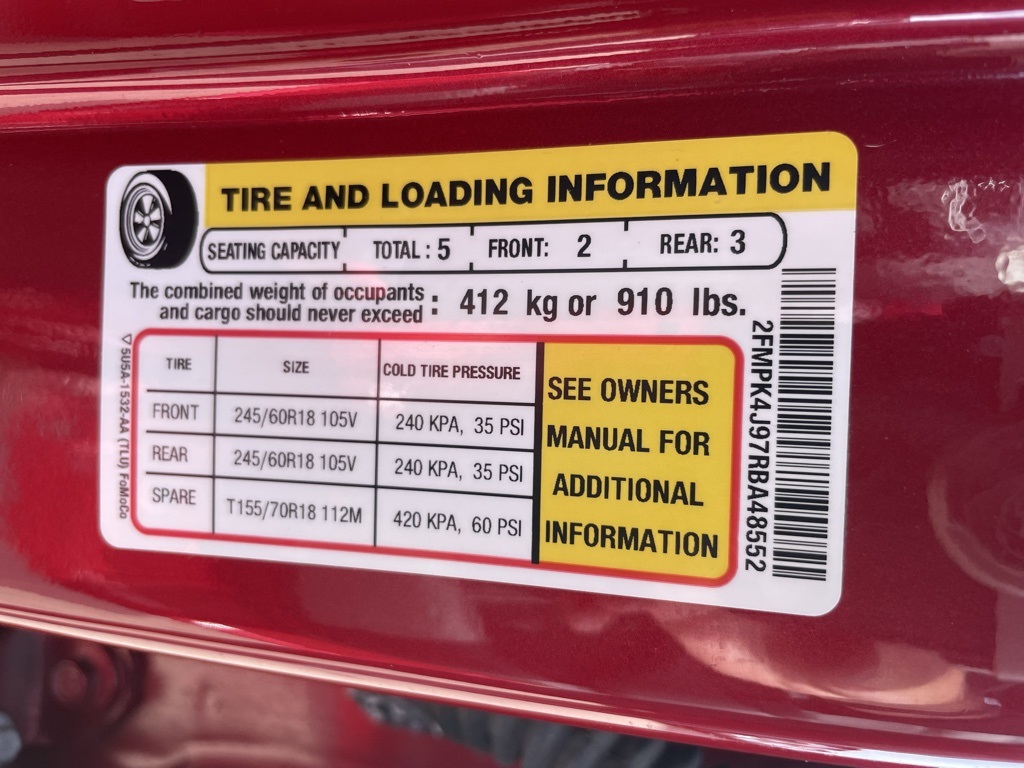 TIRE AND LOADING INFORMATION
SEATING CAPACITY TOTAL : 5 FRONT: 2 REAR: 3
The combined weight of occupants
and cargo should never exceed : 412 kg or 910 lbs.
TIRE SIZE COLD TIRE PRESSURE
FRONT 245/60R18 105V 240 KPA, 35 PSI
REAR 245/60R18 105V 240 KPA, 35 PSI
SPARE T155/70R18 112M 420 KPA, 60 PSI
SEE OWNERS
MANUAL FOR
ADDITIONAL
INFORMATION
5U5A-1532-AA (TLU) FoMoCo
2FMPK4J97RBA48552